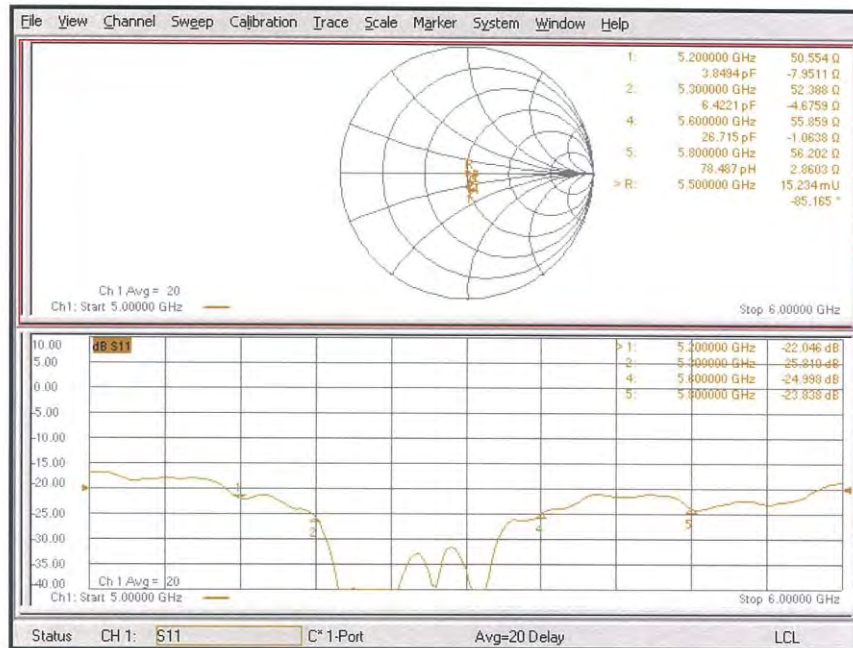 File View Channel Sweep Calibration Trace Scale Marker System Window Help
1: 5.200000 GHz 50.554 Ω
3.8494 pF -7.9511 Ω
2: 5.300000 GHz 52.388 Ω
6.4221 pF -4.6759 Ω
4: 5.600000 GHz 55.859 Ω
26.715 pF -1.0638 Ω
5: 5.800000 GHz 56.202 Ω
78.487 pH 2.8603 Ω
> R: 5.500000 GHz 15.234 mU
-85.165 °
Ch 1 Avg = 20
Ch1: Start 5.00000 GHz
Stop 6.00000 GHz
10.00
5.00
0.00
-5.00
-10.00
-15.00
-20.00
-25.00
-30.00
-35.00
-40.00
dB S11
> 1: 5.200000 GHz -22.046 dB
2: 5.300000 GHz -25.810 dB
4: 5.600000 GHz -24.998 dB
5: 5.800000 GHz -23.838 dB
1
2
4
5
Ch 1 Avg = 20
Ch1: Start 5.00000 GHz
Stop 6.00000 GHz
Status CH 1: S11 C* 1-Port Avg=20 Delay LCL